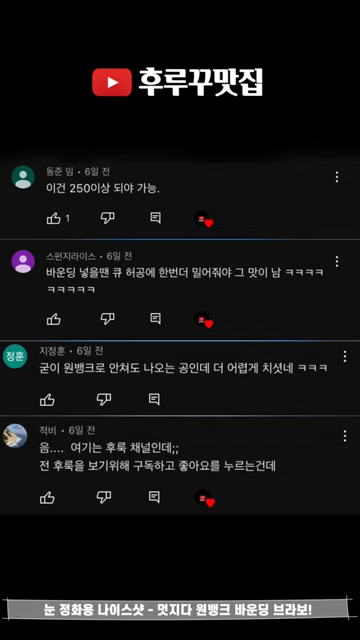 후루꾸맛집
동준 임 • 6일 전
이건 250이상 되야 가능.
1
스펀지라이스 • 6일 전
바운딩 넣을땐 큐 허공에 한번더 밀어줘야 그 맛이 남 ㅋㅋㅋㅋ
ㅋㅋㅋㅋㅋ
정훈
지정훈 • 6일 전
굳이 원뱅크로 안쳐도 나오는 공인데 더 어렵게 치셧네 ㅋㅋㅋ
적비 • 6일 전
음.... 여기는 후룩 채널인데;;
전 후룩을 보기위해 구독하고 좋아요를 누르는건데
눈 정화용 나이스샷 - 멋지다 원뱅크 바운딩 브라보!